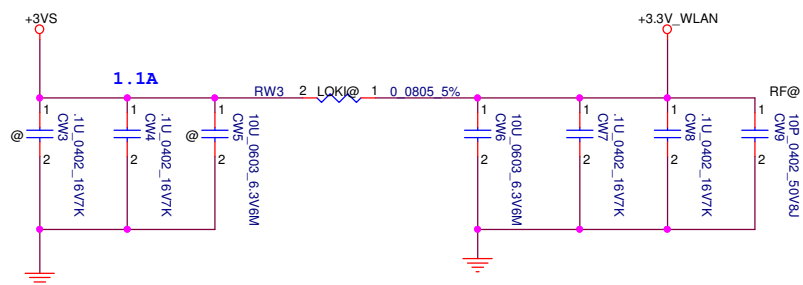 +3VS
+3.3V_WLAN
1.1A
RW3 2 LOKI@ 1 0_0805_5%
RF@
1
@
2
CW3
.1U_0402_16V7K
1
2
CW4
.1U_0402_16V7K
1
@
2
CW5
10U_0603_6.3V6M
1
2
CW6
10U_0603_6.3V6M
1
2
CW7
.1U_0402_16V7K
1
2
CW8
.1U_0402_16V7K
1
2
CW9
10P_0402_50V8J